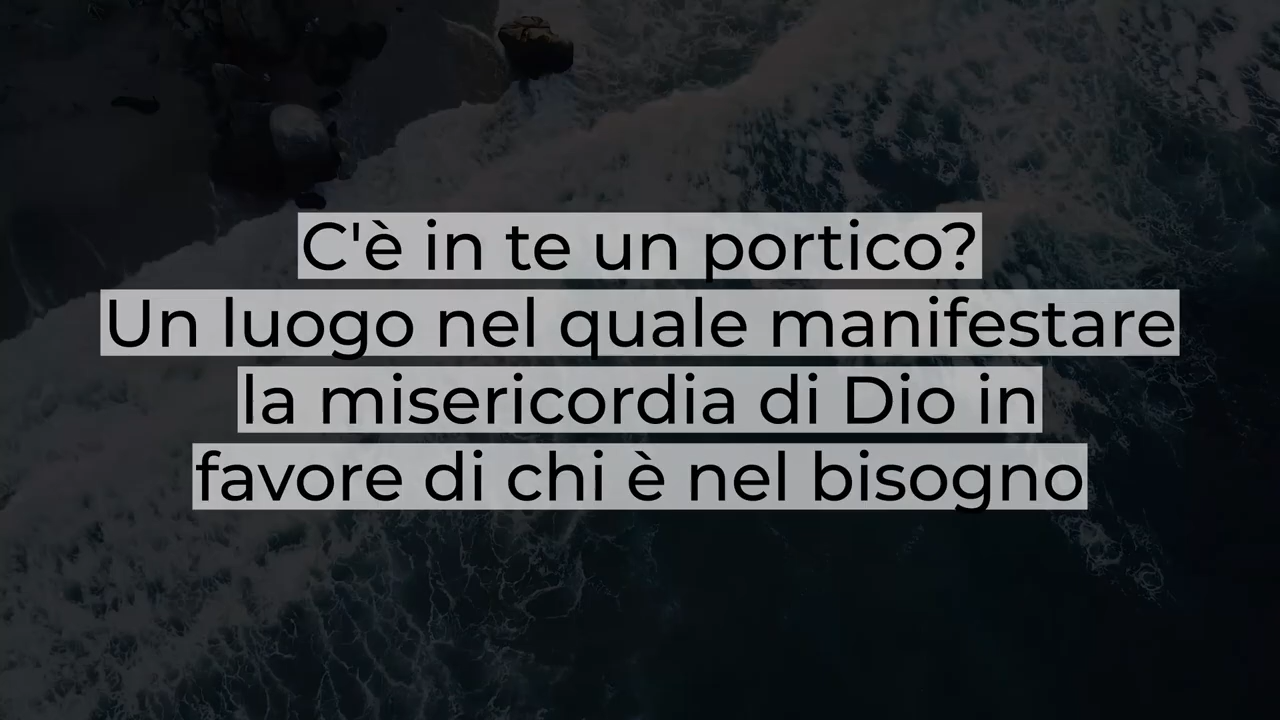 C'è in te un portico?
Un luogo nel quale manifestare
la misericordia di Dio in
favore di chi è nel bisogno